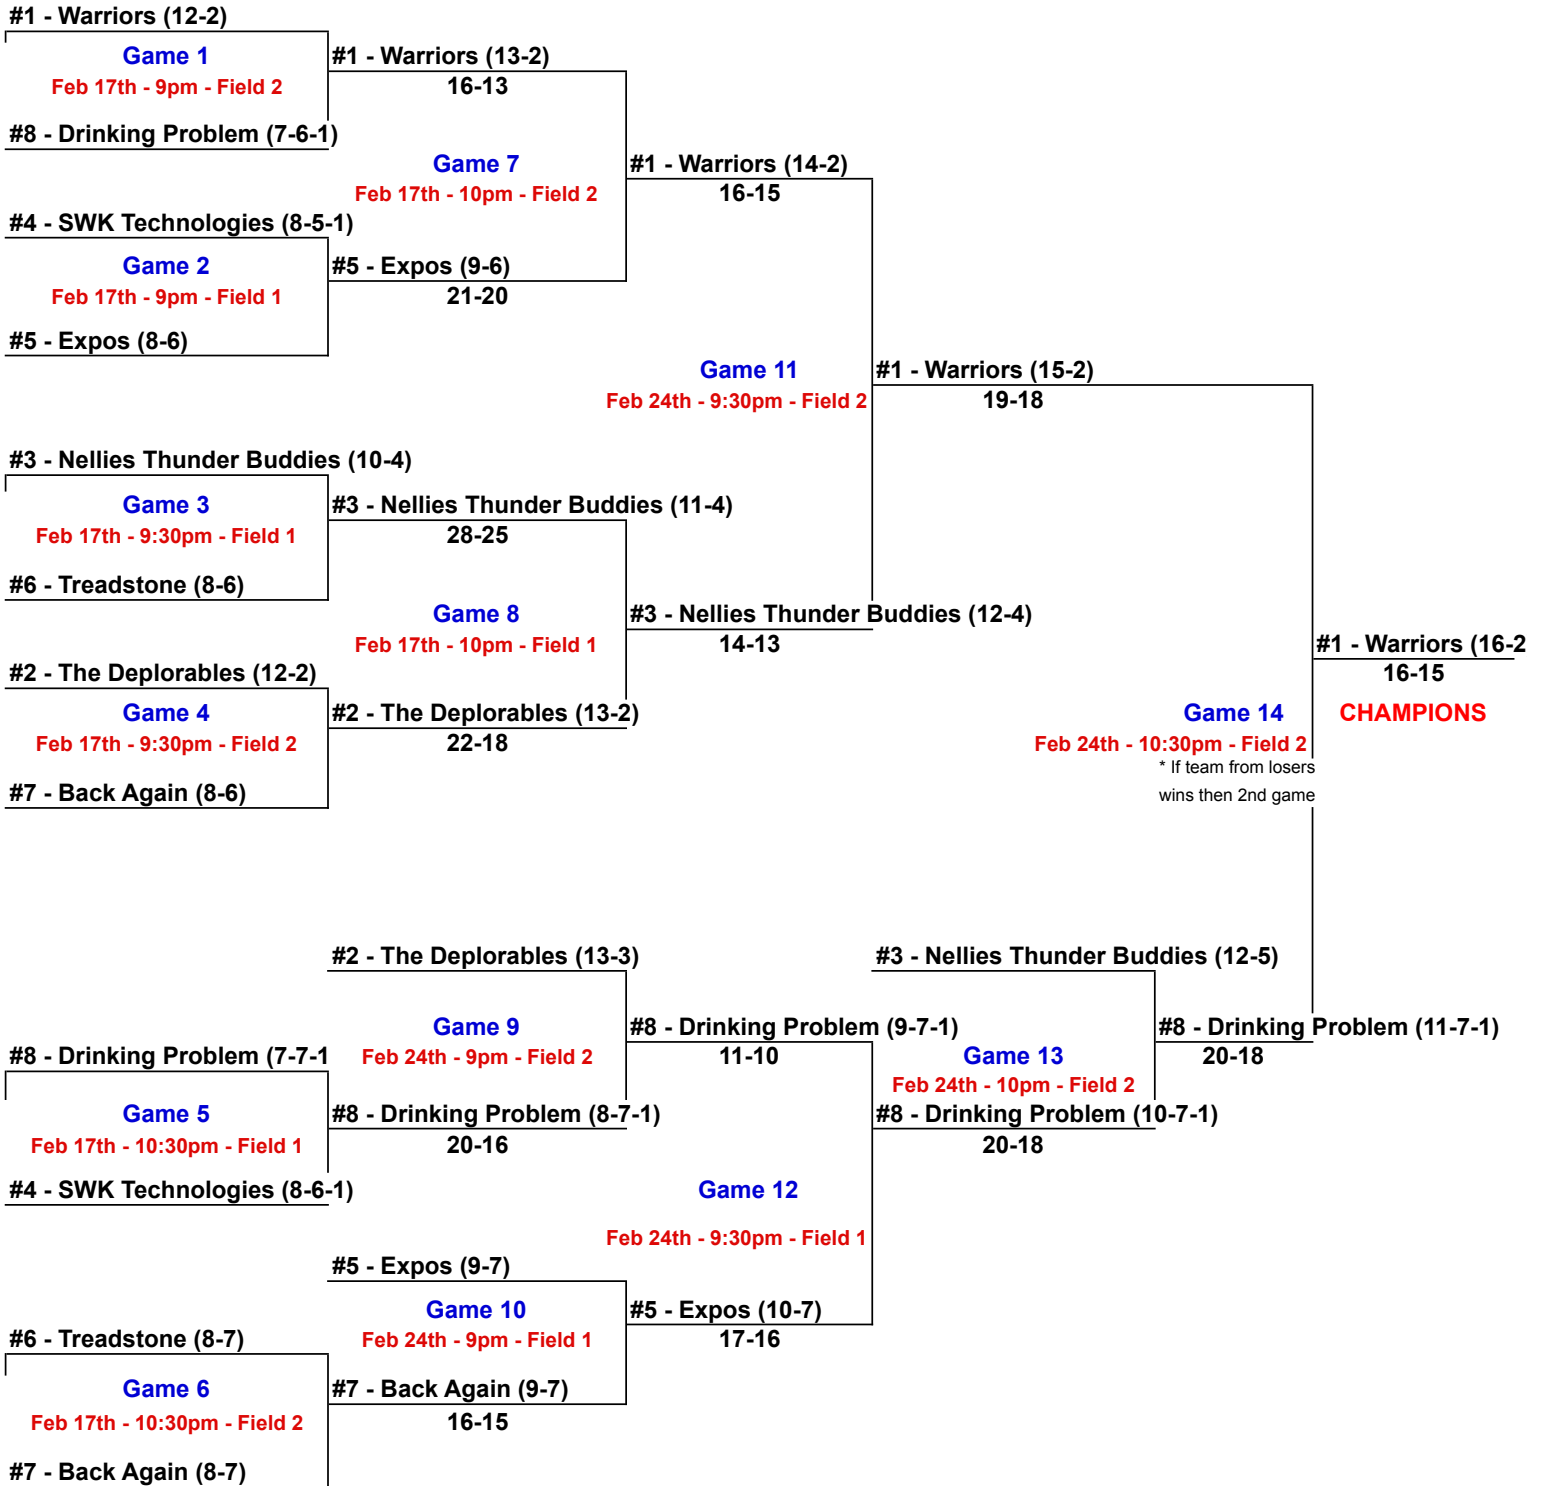 #1 - Warriors (12-2)
Game 1
Feb 17th - 9pm - Field 2
#8 - Drinking Problem (7-6-1)
#1 - Warriors (13-2)
16-13
Game 7
Feb 17th - 10pm - Field 2
#1 - Warriors (14-2)
16-15
#4 - SWK Technologies (8-5-1)
Game 2
Feb 17th - 9pm - Field 1
#5 - Expos (8-6)
#5 - Expos (9-6)
21-20
Game 11
Feb 24th - 9:30pm - Field 2
#1 - Warriors (15-2)
19-18
#3 - Nellies Thunder Buddies (10-4)
Game 3
Feb 17th - 9:30pm - Field 1
#6 - Treadstone (8-6)
#3 - Nellies Thunder Buddies (11-4)
28-25
Game 8
Feb 17th - 10pm - Field 1
#3 - Nellies Thunder Buddies (12-4)
14-13
#2 - The Deplorables (12-2)
Game 4
Feb 17th - 9:30pm - Field 2
#7 - Back Again (8-6)
#2 - The Deplorables (13-2)
22-18
#1 - Warriors (16-2
16-15
CHAMPIONS
Game 14
Feb 24th - 10:30pm - Field 2
* If team from losers
wins then 2nd game
#2 - The Deplorables (13-3)
Game 9
Feb 24th - 9pm - Field 2
#8 - Drinking Problem (9-7-1)
11-10
#3 - Nellies Thunder Buddies (12-5)
Game 13
Feb 24th - 10pm - Field 2
#8 - Drinking Problem (11-7-1)
20-18
#8 - Drinking Problem (7-7-1
Game 5
Feb 17th - 10:30pm - Field 1
#4 - SWK Technologies (8-6-1)
#8 - Drinking Problem (8-7-1)
20-16
#8 - Drinking Problem (10-7-1)
20-18
Game 12
Feb 24th - 9:30pm - Field 1
#5 - Expos (9-7)
Game 10
Feb 24th - 9pm - Field 1
#5 - Expos (10-7)
17-16
#6 - Treadstone (8-7)
Game 6
Feb 17th - 10:30pm - Field 2
#7 - Back Again (8-7)
#7 - Back Again (9-7)
16-15